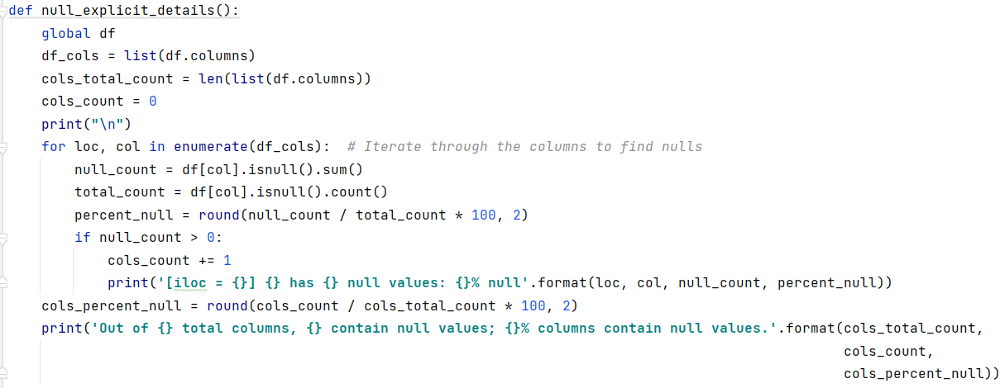 def null_explicit_details():
    global df
    df_cols = list(df.columns)
    cols_total_count = len(list(df.columns))
    cols_count = 0
    print("\n")
    for loc, col in enumerate(df_cols):  # Iterate through the columns to find nulls
        null_count = df[col].isnull().sum()
        total_count = df[col].isnull().count()
        percent_null = round(null_count / total_count * 100, 2)
        if null_count > 0:
            cols_count += 1
            print('[iloc = {}] {} has {} null values: {}% null'.format(loc, col, null_count, percent_null))
    cols_percent_null = round(cols_count / cols_total_count * 100, 2)
    print('Out of {} total columns, {} contain null values; {}% columns contain null values.'.format(cols_total_count,
                                                                                                     cols_count,
                                                                                                     cols_percent_null))